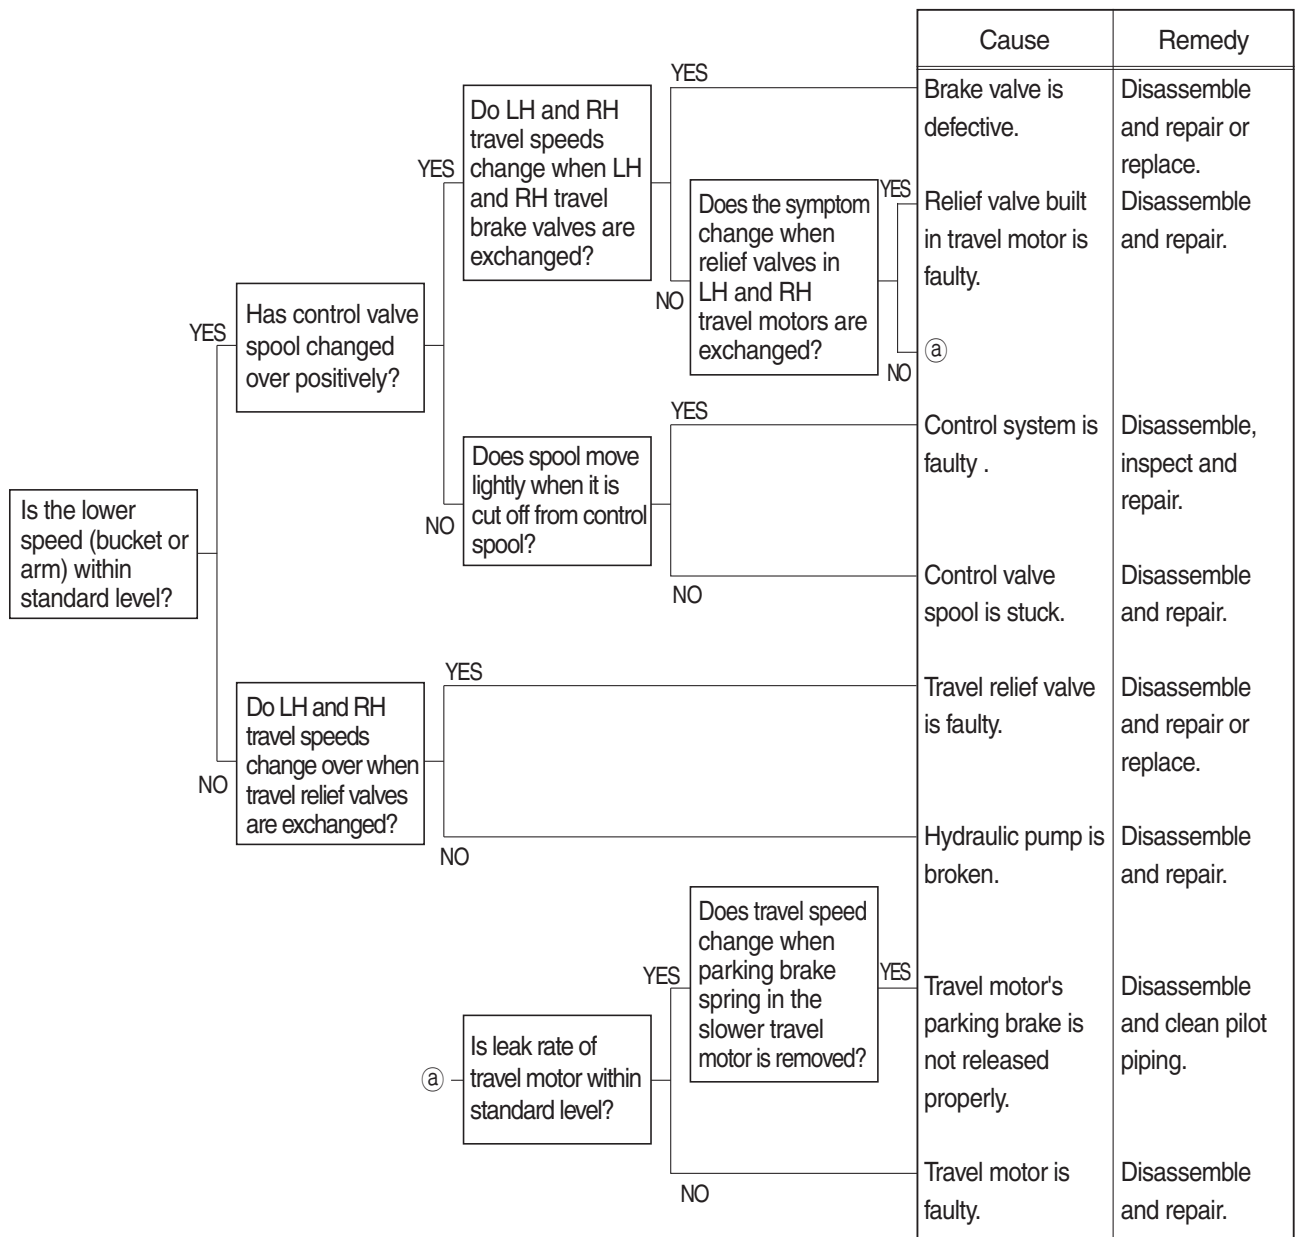 Cause
Remedy
YES
Brake valve is
defective.
Disassemble
and repair or
replace.
Do LH and RH
travel speeds
change when LH
and RH travel
brake valves are
exchanged?
YES
NO
Does the symptom
change when
relief valves in
LH and RH
travel motors are
exchanged?
YES
Relief valve built
in travel motor is
faulty.
Disassemble
and repair.
NO
ⓐ
YES
Has control valve
spool changed
over positively?
YES
Control system is
faulty .
Disassemble,
inspect and
repair.
NO
Does spool move
lightly when it is
cut off from control
spool?
NO
Control valve
spool is stuck.
Disassemble
and repair.
Is the lower
speed (bucket or
arm) within
standard level?
YES
Travel relief valve
is faulty.
Disassemble
and repair or
replace.
NO
Do LH and RH
travel speeds
change over when
travel relief valves
are exchanged?
NO
Hydraulic pump is
broken.
Disassemble
and repair.
ⓐ
Is leak rate of
travel motor within
standard level?
YES
Does travel speed
change when
parking brake
spring in the
slower travel
motor is removed?
YES
Travel motor's
parking brake is
not released
properly.
Disassemble
and clean pilot
piping.
NO
Travel motor is
faulty.
Disassemble
and repair.